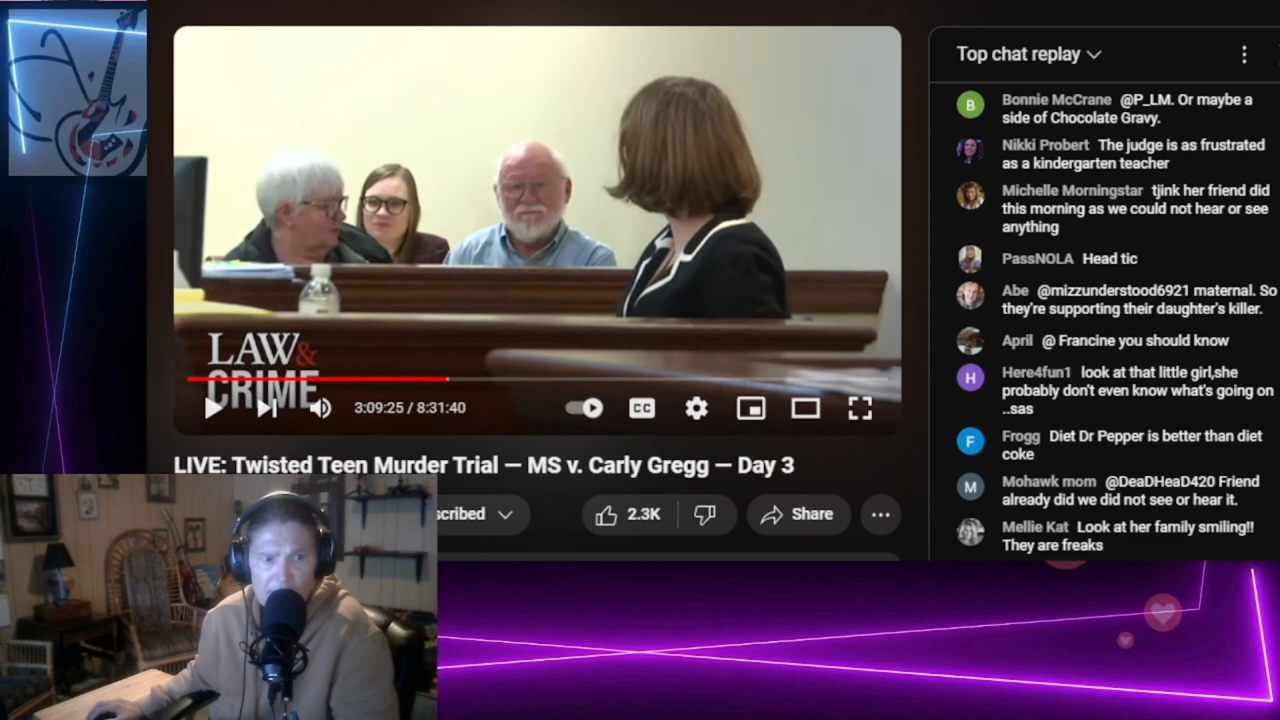 LAW&
CRIME
3:09:25 / 8:31:40
CC
LIVE: Twisted Teen Murder Trial — MS v. Carly Gregg — Day 3
scribed
2.3K
Share
Top chat replay
B
Bonnie McCrane @P_LM. Or maybe a
side of Chocolate Gravy.
Nikki Probert The judge is as frustrated
as a kindergarten teacher
Michelle Morningstar tjink her friend did
this morning as we could not hear or see
anything
PassNOLA Head tic
Abe @mizzunderstood6921 maternal. So
they're supporting their daughter's killer.
April @ Francine you should know
H
Here4fun1 look at that little girl,she
probably don't even know what's going on
..sas
F
Frogg Diet Dr Pepper is better than diet
coke
M
Mohawk mom @DeaDHeaD420 Friend
already did we did not see or hear it.
Mellie Kat Look at her family smiling!!
They are freaks